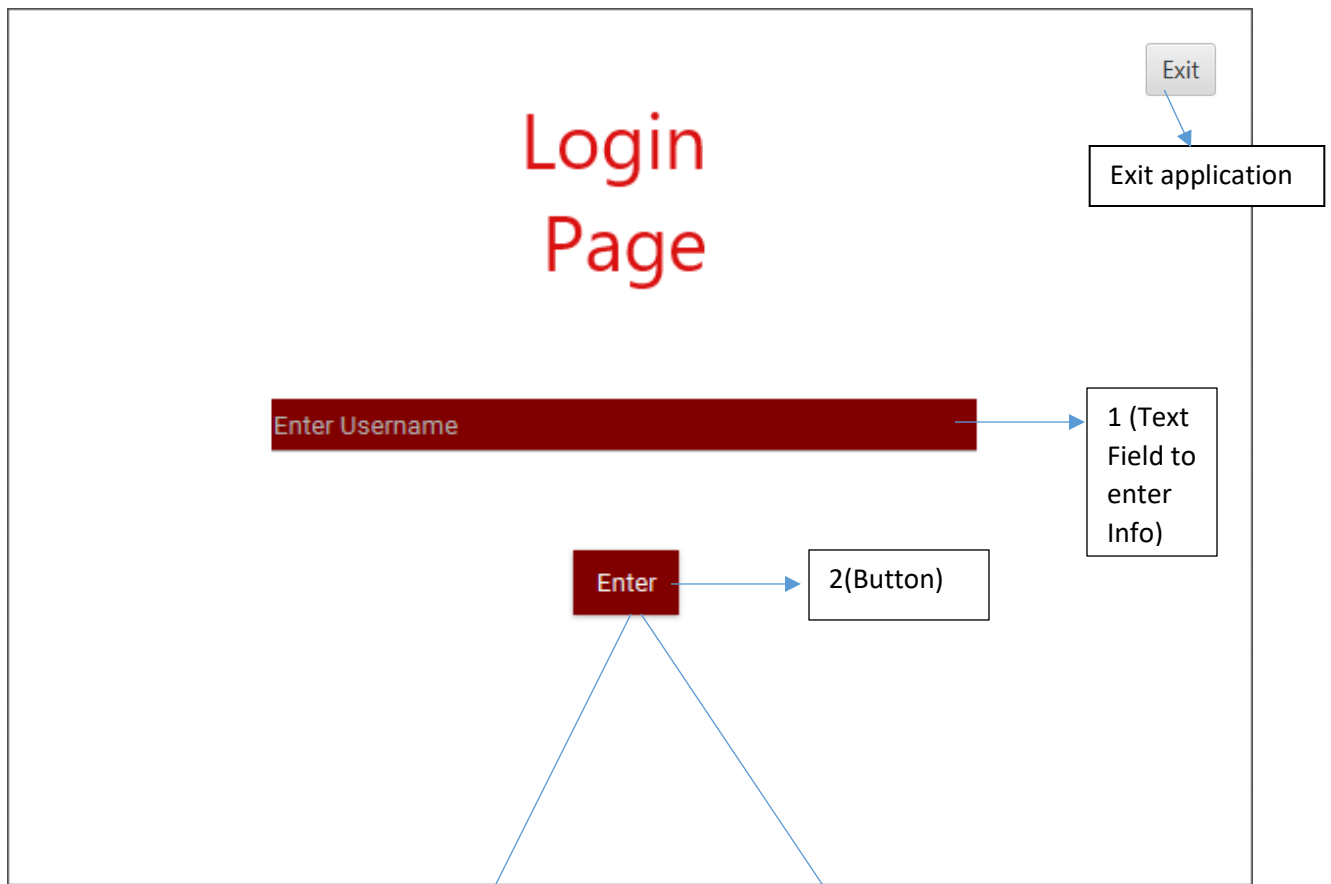 Exit
Login
Page
Exit application
Enter Username
1 (Text
Field to
enter
Info)
Enter
2(Button)